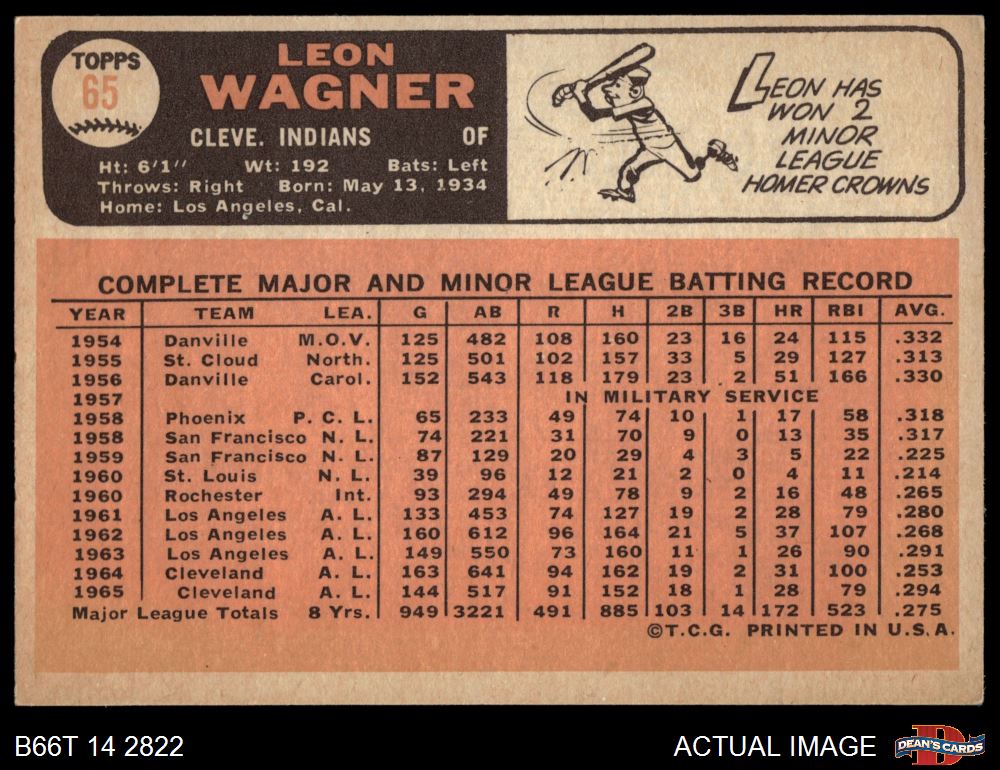 TOPPS
65
LEON
WAGNER
CLEVE. INDIANS OF
Ht: 6'1" Wt: 192 Bats: Left
Throws: Right Born: May 13, 1934
Home: Los Angeles, Cal.
LEON HAS
WON 2
MINOR
LEAGUE
HOMER CROWNS
COMPLETE MAJOR AND MINOR LEAGUE BATTING RECORD
YEAR TEAM LEA. G AB R H 2B 3B HR RBI AVG.
1954 Danville M.O.V. 125 482 108 160 23 16 24 115 .332
1955 St. Cloud North. 125 501 102 157 33 5 29 127 .313
1956 Danville Carol. 152 543 118 179 23 2 51 166 .330
1957 IN MILITARY SERVICE
1958 Phoenix P. C. L. 65 233 49 74 10 1 17 58 .318
1958 San Francisco N. L. 74 221 31 70 9 0 13 35 .317
1959 San Francisco N. L. 87 129 20 29 4 3 5 22 .225
1960 St. Louis N. L. 39 96 12 21 2 0 4 11 .214
1960 Rochester Int. 93 294 49 78 9 2 16 48 .265
1961 Los Angeles A. L. 133 453 74 127 19 2 28 79 .280
1962 Los Angeles A. L. 160 612 96 164 21 5 37 107 .268
1963 Los Angeles A. L. 149 550 73 160 11 1 26 90 .291
1964 Cleveland A. L. 163 641 94 162 19 2 31 100 .253
1965 Cleveland A. L. 144 517 91 152 18 1 28 79 .294
Major League Totals 8 Yrs. 949 3221 491 885 103 14 172 523 .275
©T.C.G. PRINTED IN U.S.A.
B66T 14 2822
ACTUAL IMAGE
DEAN'S CARDS